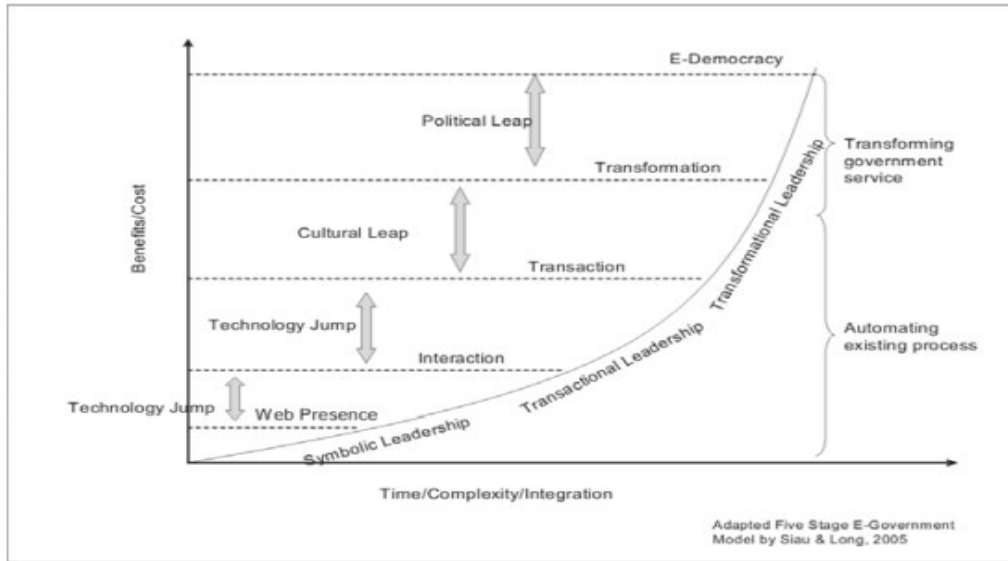 E-Democracy
Political Leap
Transforming
government
service
Transformation
Cultural Leap
Transaction
Technology Jump
Automating
existing process
Interaction
Technology Jump
Web Presence
Symbolic Leadership
Transactional Leadership
Transformational Leadership
Benefits/Cost
Time/Complexity/Integration
Adapted Five Stage E-Government
Model by Siau & Long, 2005